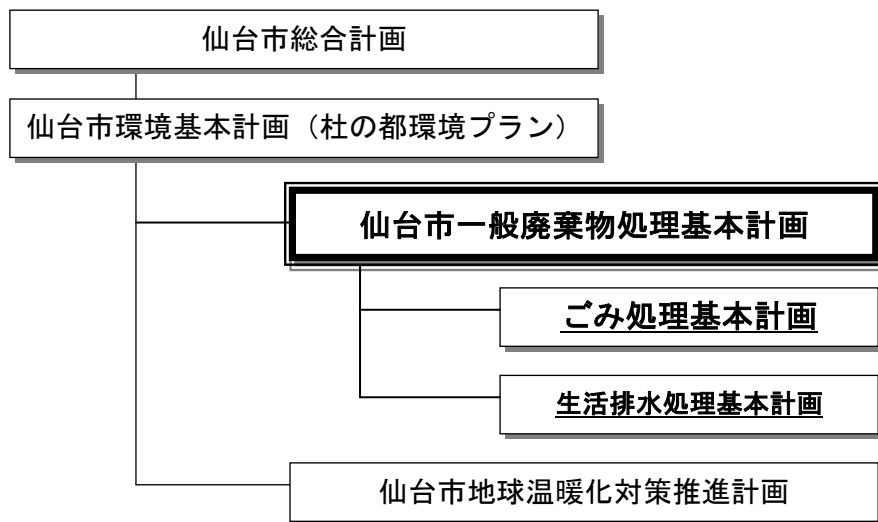 仙台市総合計画
仙台市環境基本計画（杜の都環境プラン）
仙台市一般廃棄物処理基本計画
ごみ処理基本計画
生活排水処理基本計画
仙台市地球温暖化対策推進計画